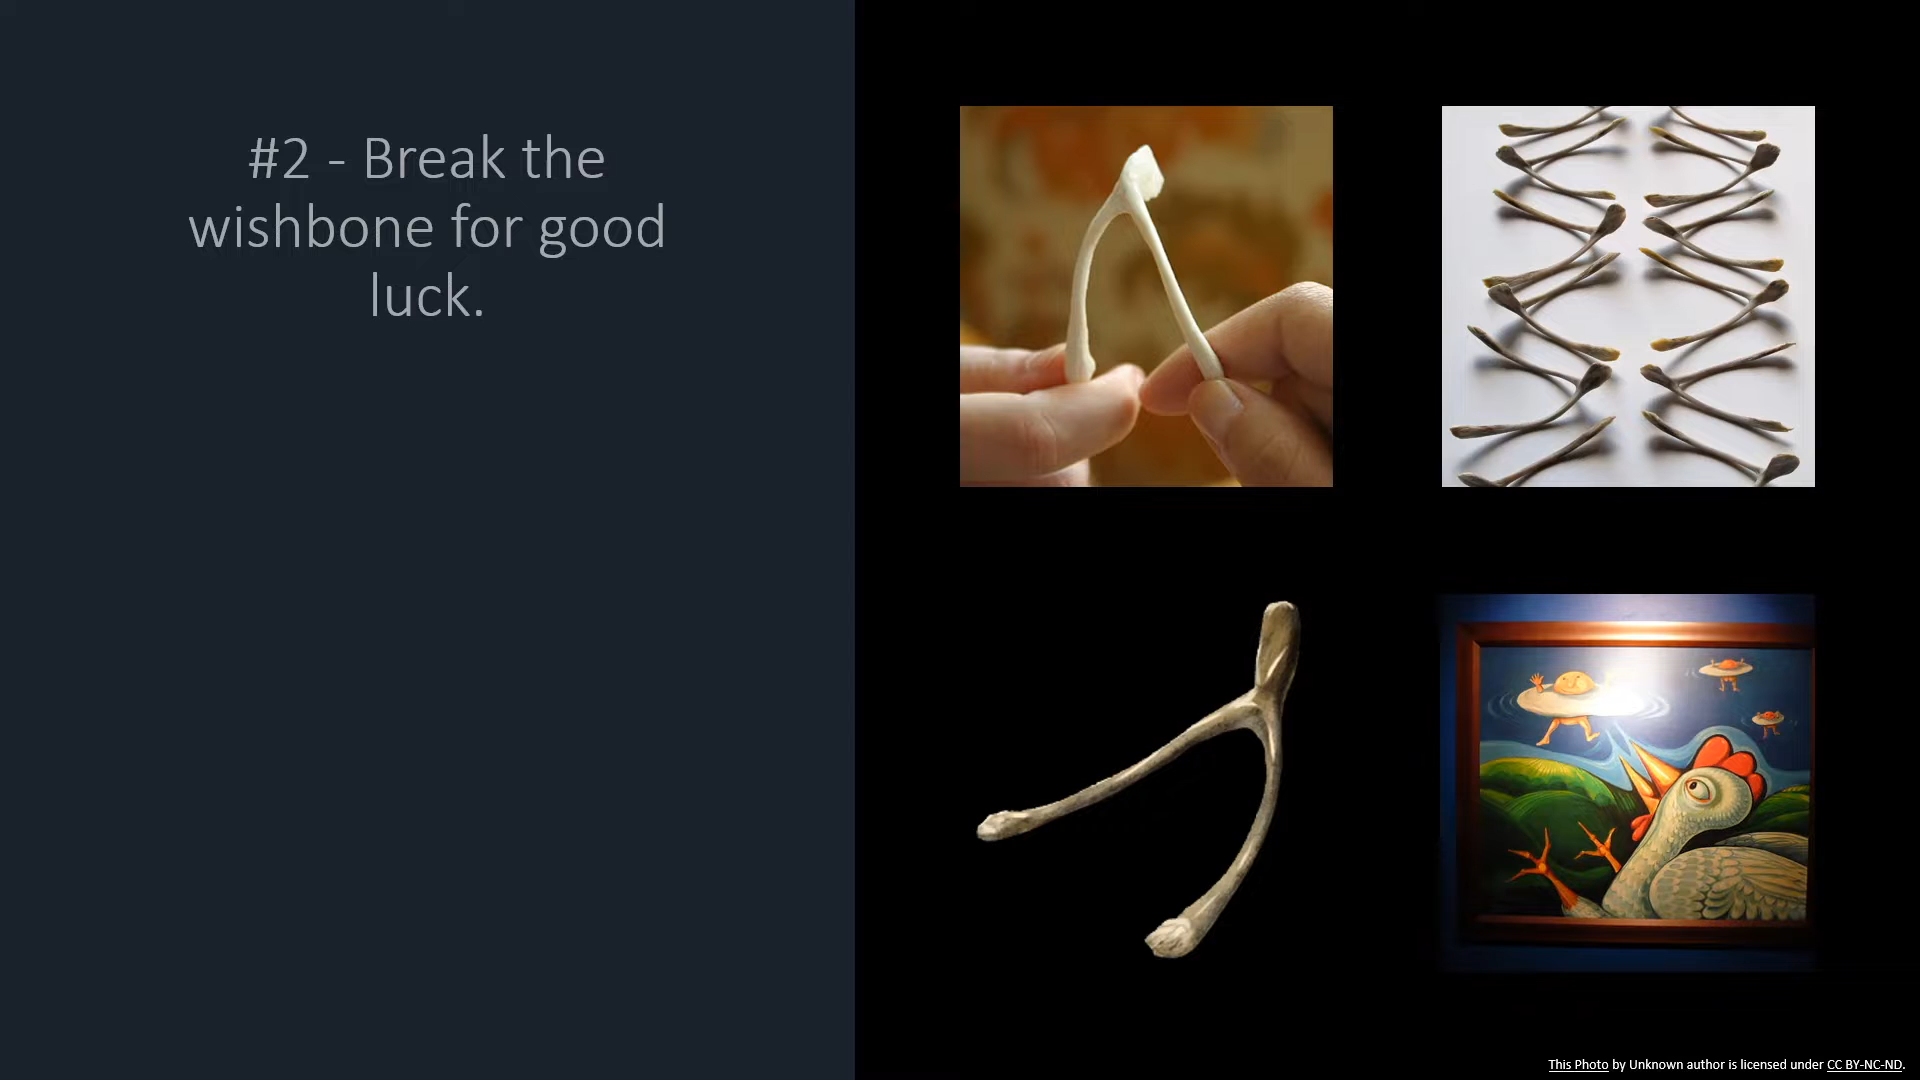 #2 - Break the
wishbone for good
luck.
This Photo by Unknown author is licensed under CC BY-NC-ND.